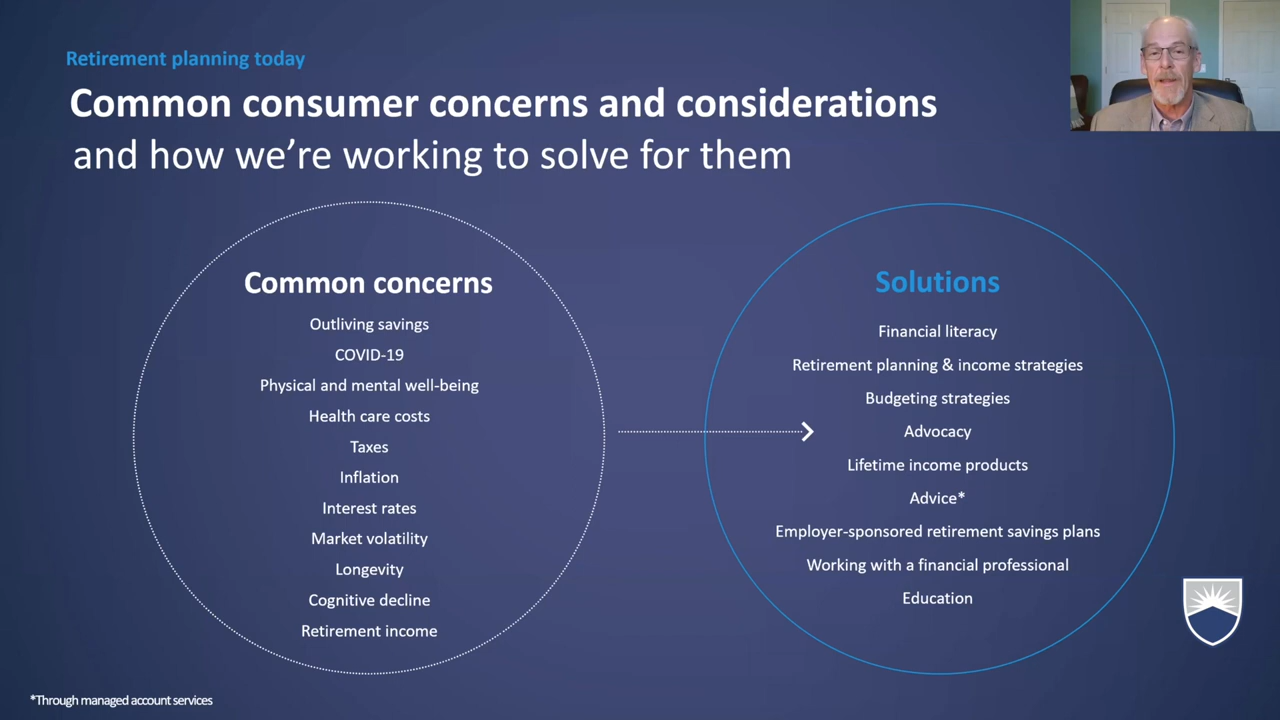 Retirement planning today
Common consumer concerns and considerations
and how we're working to solve for them
Common concerns
Outliving savings
COVID-19
Physical and mental well-being
Health care costs
Taxes
Inflation
Interest rates
Market volatility
Longevity
Cognitive decline
Retirement income
Solutions
Financial literacy
Retirement planning & income strategies
Budgeting strategies
Advocacy
Lifetime income products
Advice*
Employer-sponsored retirement savings plans
Working with a financial professional
Education
*Through managed account services